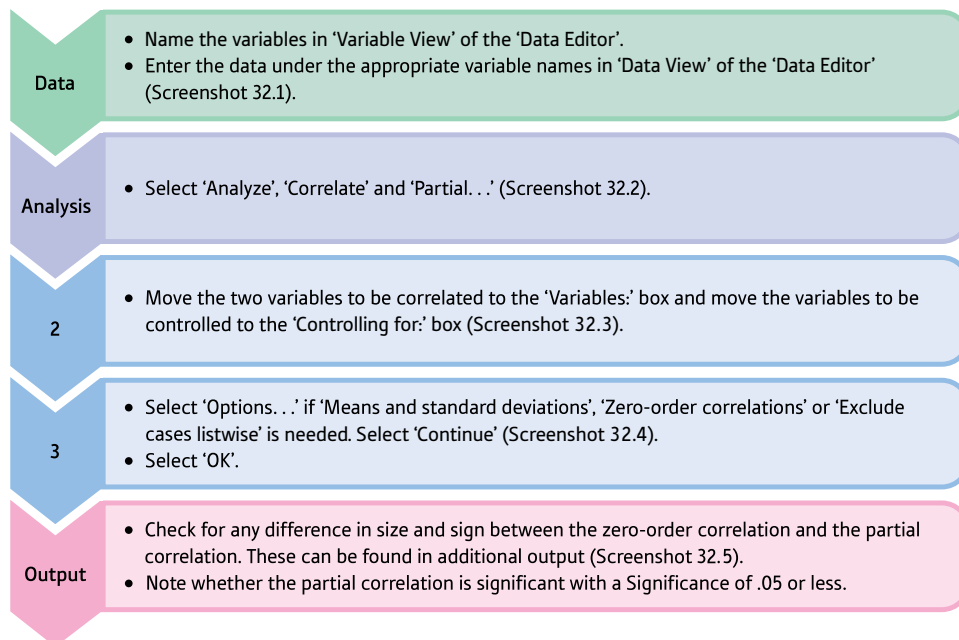 Data
• Name the variables in ‘Variable View’ of the ‘Data Editor’.
• Enter the data under the appropriate variable names in ‘Data View’ of the ‘Data Editor’
(Screenshot 32.1).
Analysis
• Select ‘Analyze’, ‘Correlate’ and ‘Partial. . .’ (Screenshot 32.2).
2
• Move the two variables to be correlated to the ‘Variables:’ box and move the variables to be
controlled to the ‘Controlling for:’ box (Screenshot 32.3).
3
• Select ‘Options. . .’ if ‘Means and standard deviations’, ‘Zero-order correlations’ or ‘Exclude
cases listwise’ is needed. Select ‘Continue’ (Screenshot 32.4).
• Select ‘OK’.
Output
• Check for any difference in size and sign between the zero-order correlation and the partial
correlation. These can be found in additional output (Screenshot 32.5).
• Note whether the partial correlation is significant with a Significance of .05 or less.